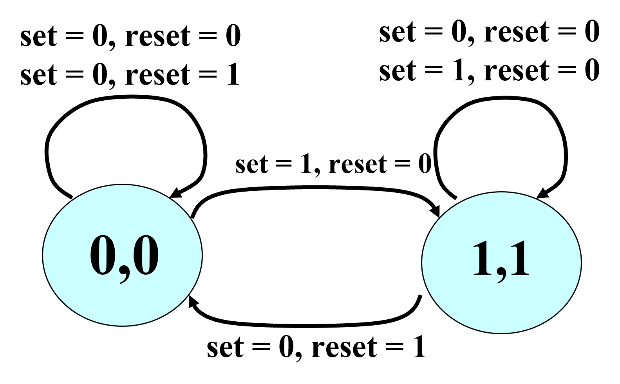 set = 0, reset = 0
set = 0, reset = 1
set = 0, reset = 0
set = 1, reset = 0
set = 1, reset = 0
0,0
1,1
set = 0, reset = 1